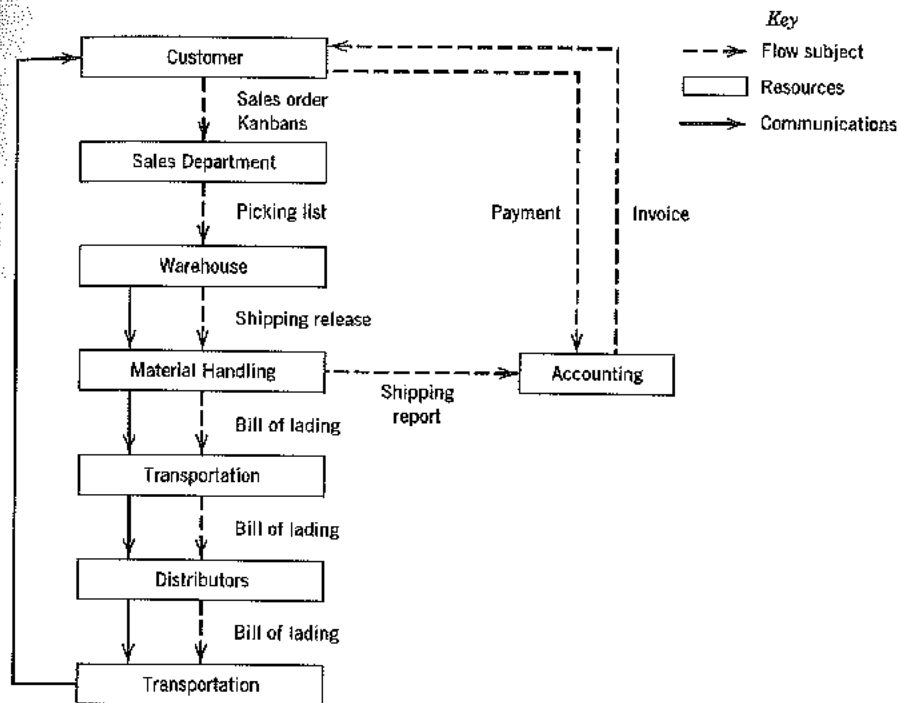 Key
Flow subject
Resources
Communications
Customer
Sales order
Kanbans
Sales Department
Picking list
Payment
Invoice
Warehouse
Shipping release
Material Handling
Accounting
Shipping
report
Bill of lading
Transportation
Bill of lading
Distributors
Bill of lading
Transportation